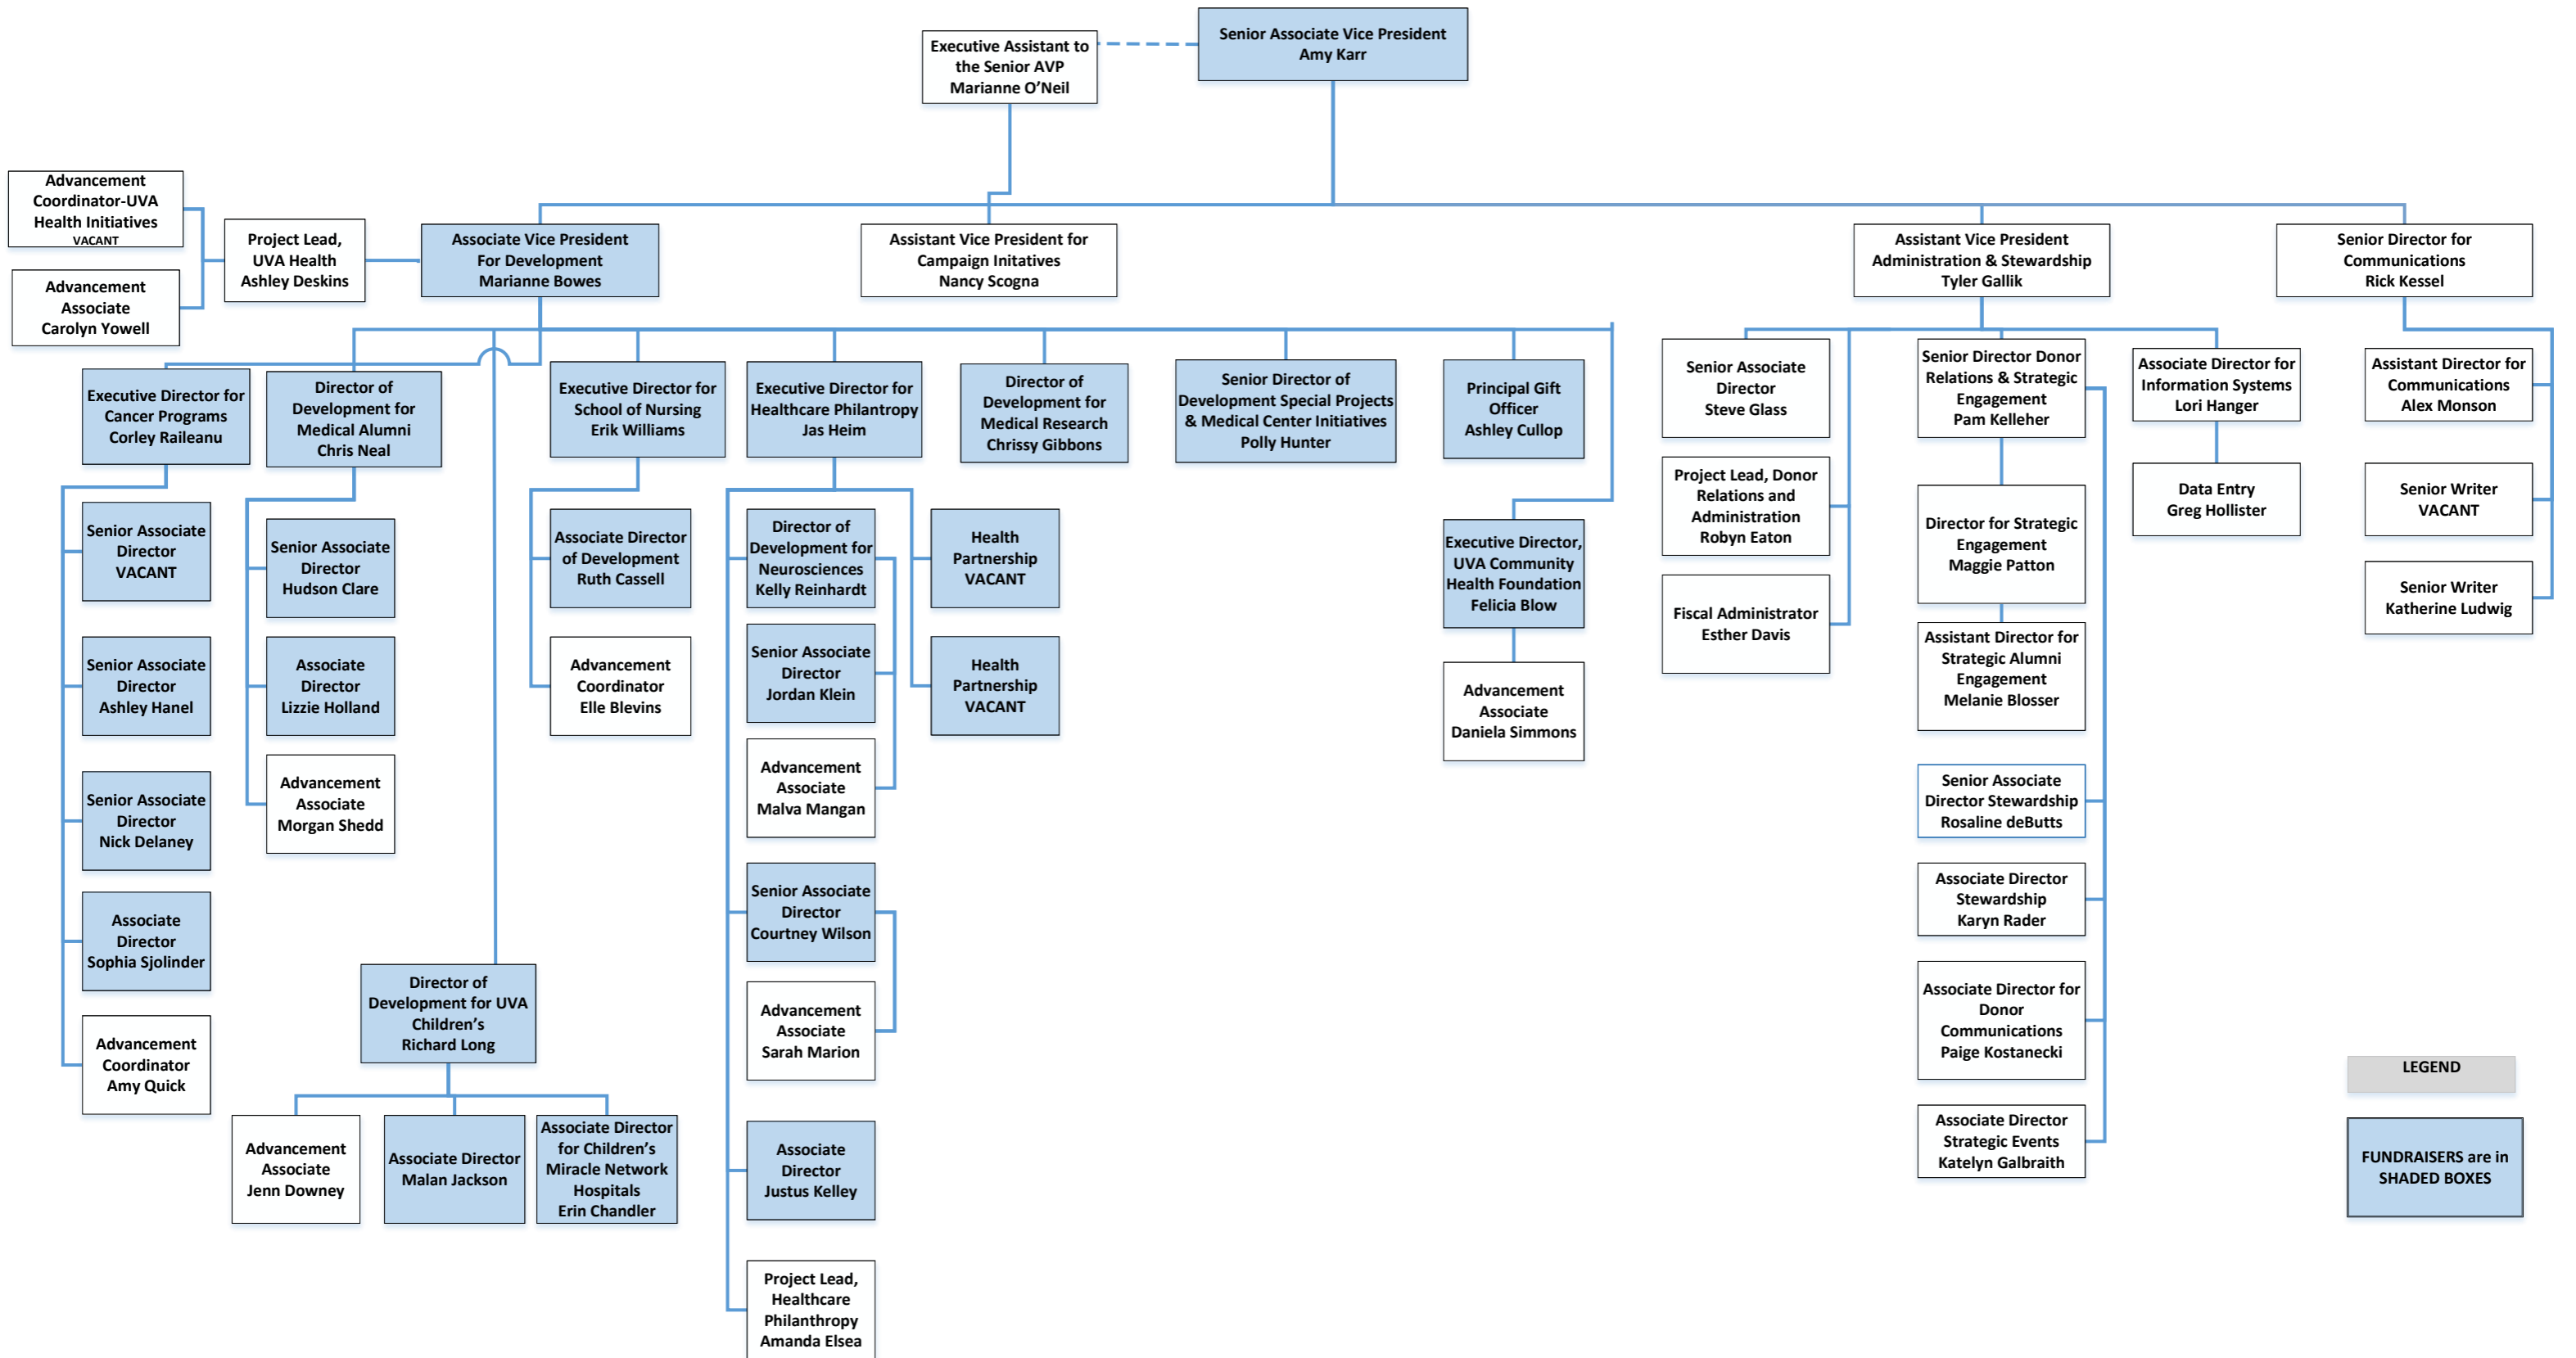 Senior Associate Vice President
Amy Karr
Executive Assistant to
the Senior AVP
Marianne O’Neil
Advancement
Coordinator-UVA
Health Initiatives
VACANT
Advancement
Associate
Carolyn Yowell
Project Lead,
UVA Health
Ashley Deskins
Associate Vice President
For Development
Marianne Bowes
Assistant Vice President for
Campaign Initatives
Nancy Scogna
Assistant Vice President
Administration & Stewardship
Tyler Gallik
Senior Director for
Communications
Rick Kessel
Executive Director for
Cancer Programs
Corley Raileanu
Director of
Development for
Medical Alumni
Chris Neal
Executive Director for
School of Nursing
Erik Williams
Executive Director for
Healthcare Philantropy
Jas Heim
Director of
Development for
Medical Research
Chrissy Gibbons
Senior Director of
Development Special Projects
& Medical Center Initiatives
Polly Hunter
Principal Gift
Officer
Ashley Cullop
Senior Associate
Director
Steve Glass
Senior Director Donor
Relations & Strategic
Engagement
Pam Kelleher
Associate Director for
Information Systems
Lori Hanger
Assistant Director for
Communications
Alex Monson
Senior Associate
Director
VACANT
Senior Associate
Director
Ashley Hanel
Senior Associate
Director
Nick Delaney
Associate
Director
Sophia Sjolinder
Advancement
Coordinator
Amy Quick
Senior Associate
Director
Hudson Clare
Associate
Director
Lizzie Holland
Advancement
Associate
Morgan Shedd
Director of
Development for UVA
Children’s
Richard Long
Advancement
Associate
Jenn Downey
Associate Director
Malan Jackson
Associate Director
for Children’s
Miracle Network
Hospitals
Erin Chandler
Associate Director
of Development
Ruth Cassell
Advancement
Coordinator
Elle Blevins
Director of
Development for
Neurosciences
Kelly Reinhardt
Senior Associate
Director
Jordan Klein
Advancement
Associate
Malva Mangan
Senior Associate
Director
Courtney Wilson
Advancement
Associate
Sarah Marion
Associate
Director
Justus Kelley
Project Lead,
Healthcare
Philanthropy
Amanda Elsea
Health
Partnership
VACANT
Health
Partnership
VACANT
Executive Director,
UVA Community
Health Foundation
Felicia Blow
Advancement
Associate
Daniela Simmons
Project Lead, Donor
Relations and
Administration
Robyn Eaton
Fiscal Administrator
Esther Davis
Director for Strategic
Engagement
Maggie Patton
Assistant Director for
Strategic Alumni
Engagement
Melanie Blosser
Senior Associate
Director Stewardship
Rosaline deButts
Associate Director
Stewardship
Karyn Rader
Associate Director for
Donor
Communications
Paige Kostanecki
Associate Director
Strategic Events
Katelyn Galbraith
Data Entry
Greg Hollister
Senior Writer
VACANT
Senior Writer
Katherine Ludwig
LEGEND
FUNDRAISERS are in
SHADED BOXES